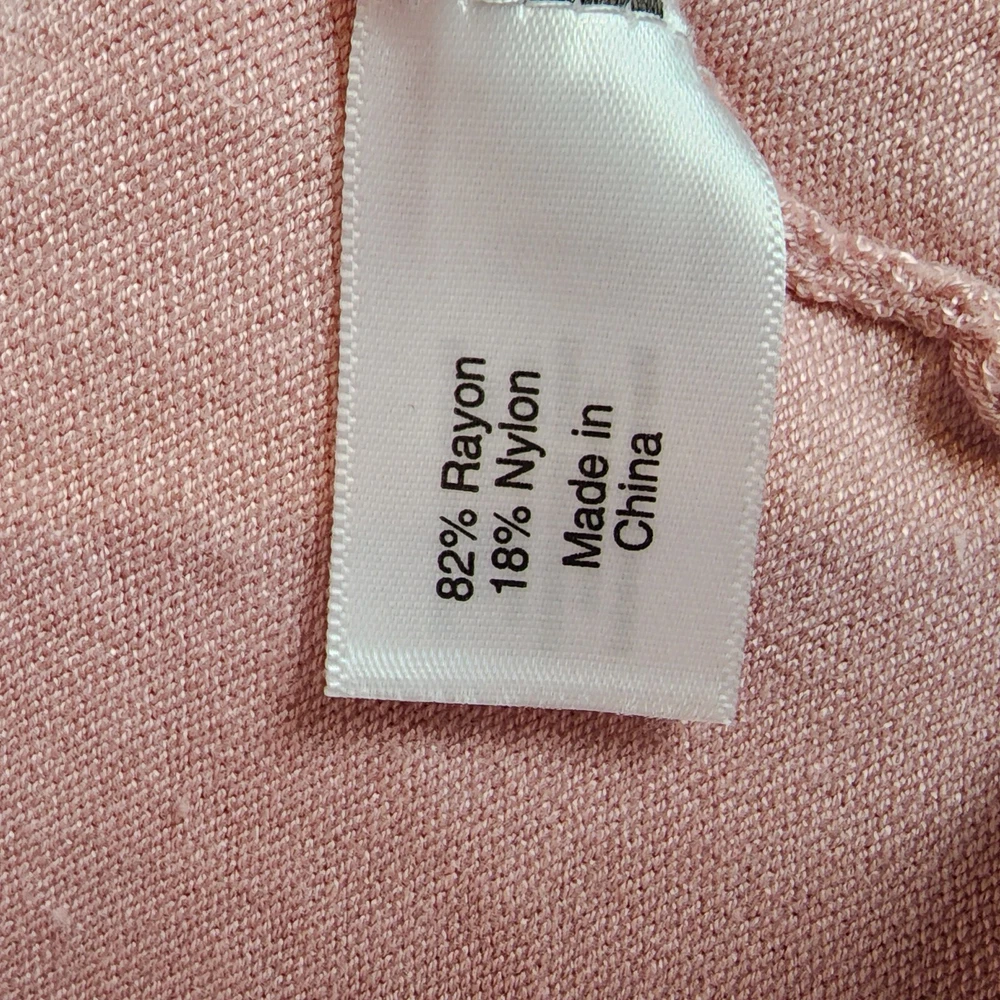 82% Rayon
18% Nylon
Made in
China